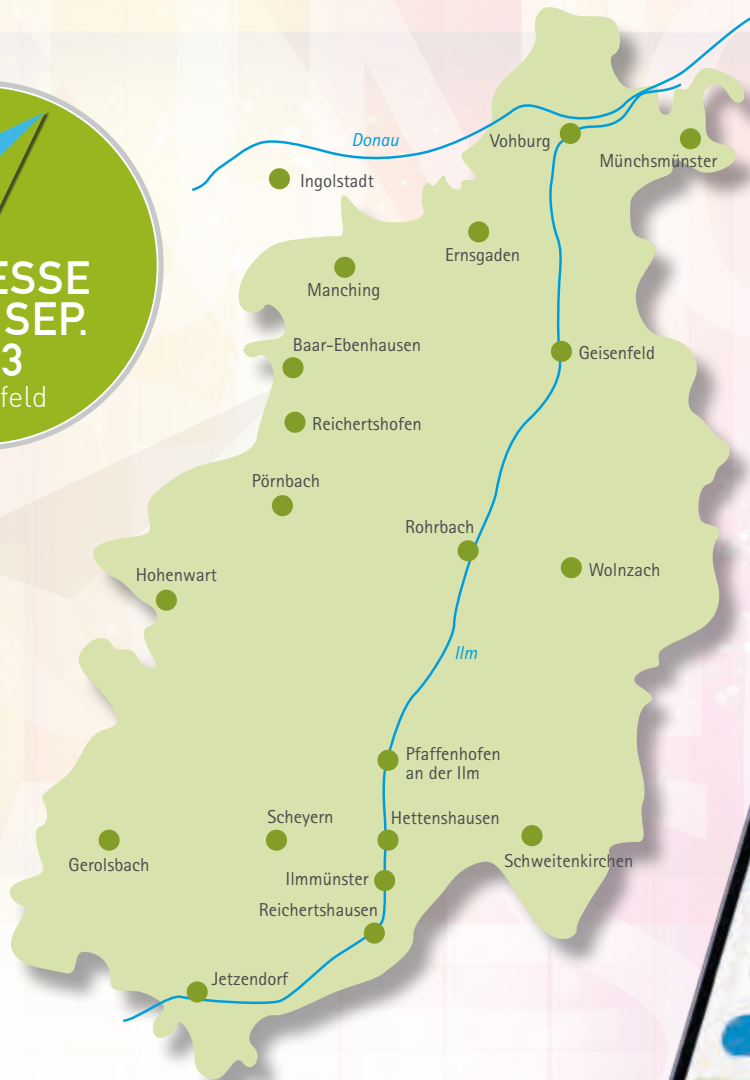 Donau
Vohburg
Münchsmünster
Ingolstadt
Ernsgaden
Manching
ESSE
SEP.
3
feld
Baar-Ebenhausen
Geisenfeld
Reichertshofen
Pörnbach
Rohrbach
Wolnzach
Hohenwart
Ilm
Pfaffenhofen
an der Ilm
Scheyern
Hettenshausen
Gerolsbach
Schweitenkirchen
Ilmmünster
Reichertshausen
Jetzendorf